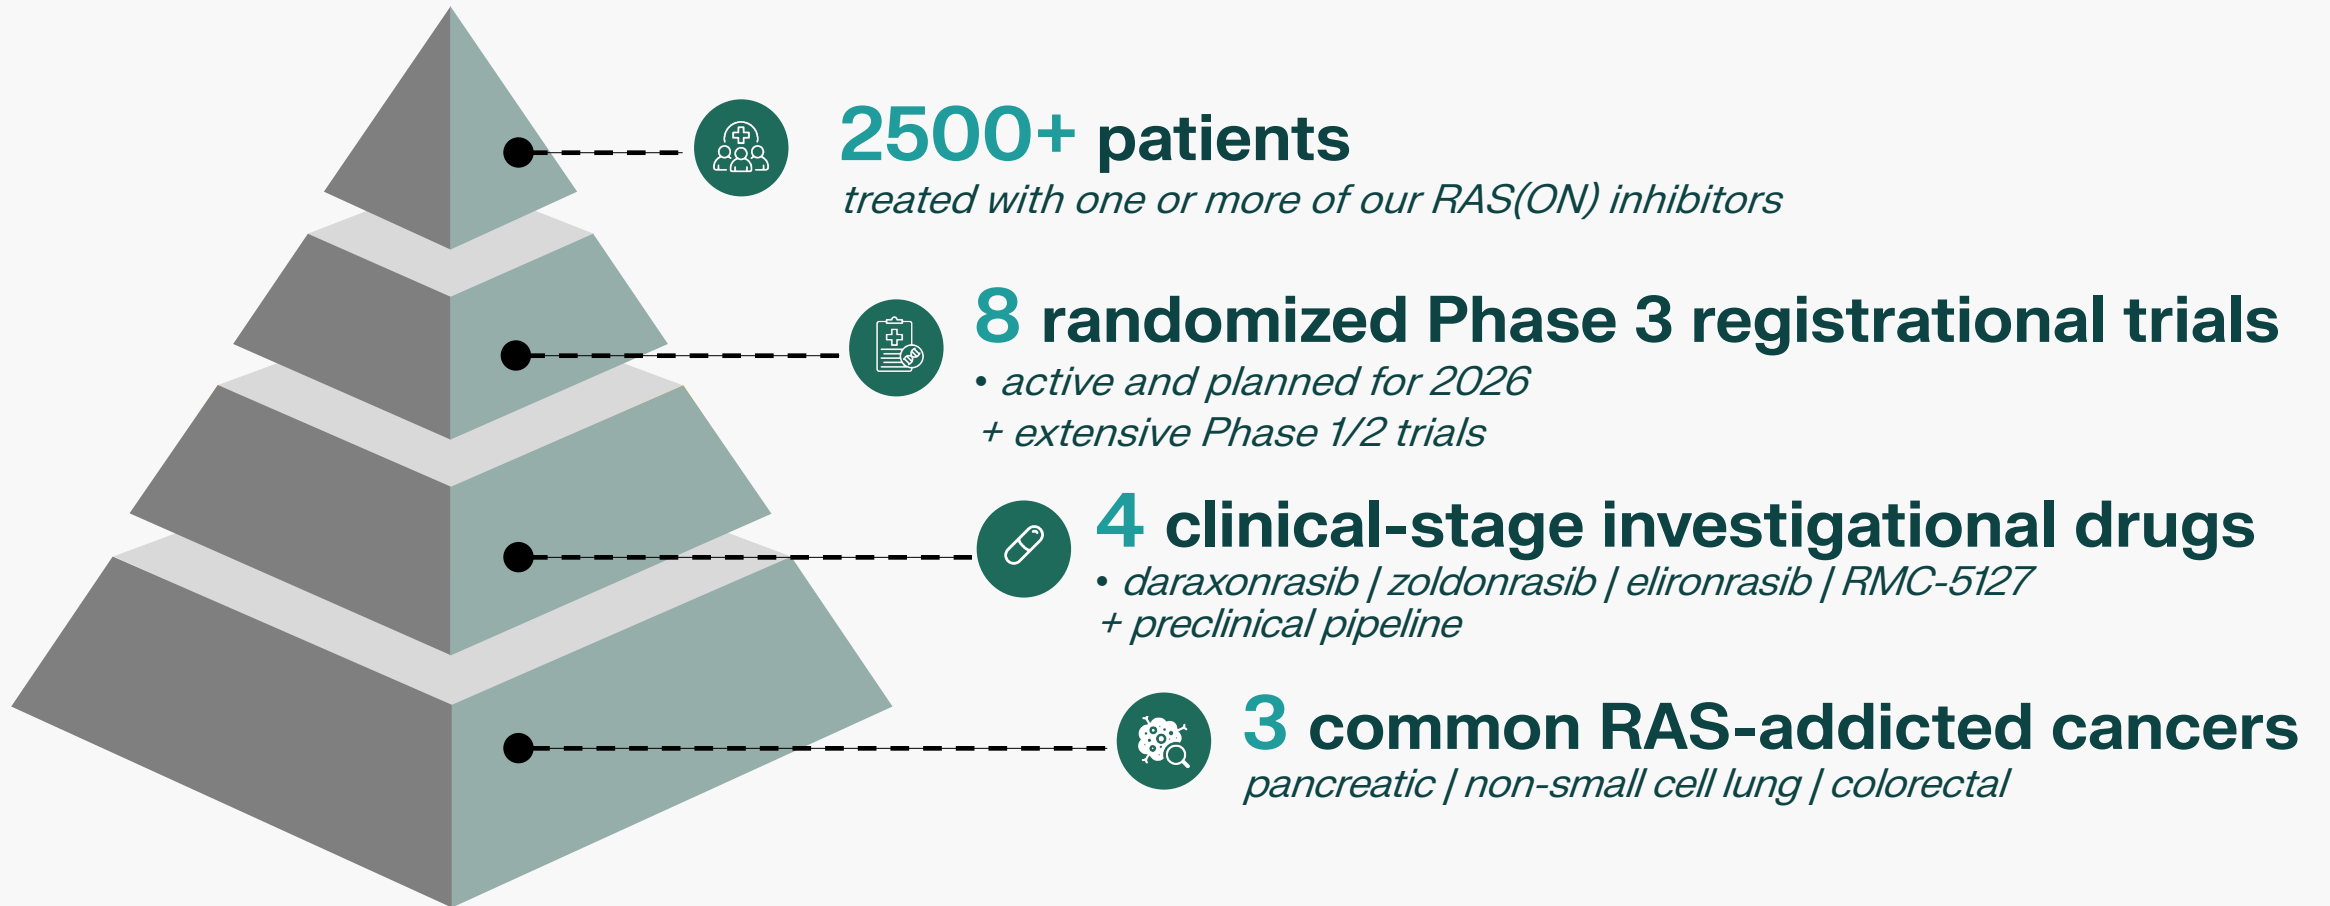 2500+ patients
treated with one or more of our RAS(ON) inhibitors
8 randomized Phase 3 registrational trials
• active and planned for 2026
+ extensive Phase 1/2 trials
4 clinical-stage investigational drugs
• daraxonrasib | zoldonrasib | elironrasib | RMC-5127
+ preclinical pipeline
3 common RAS-addicted cancers
pancreatic | non-small cell lung | colorectal